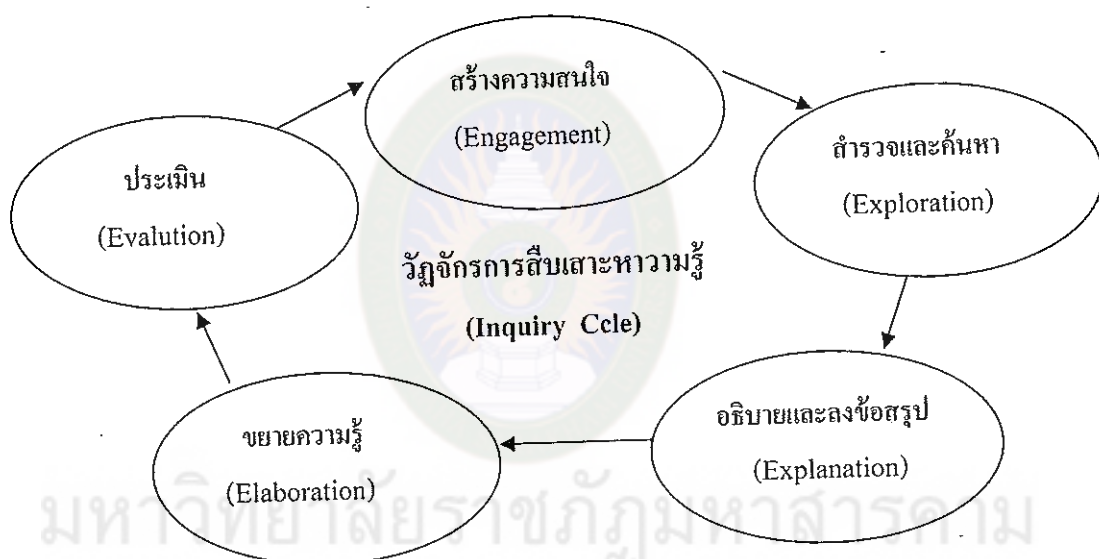 สร้างความสนใจ
(Engagement)
สำรวจและค้นหา
(Exploration)
ประเมิน
(Evalution)
วัฏจักรการสืบเสาะหาวามรู้
(Inquiry Ccle)
อธิบายและลงข้อสรุป
(Explanation)
ขยายความรู้
(Elaboration)
มหาวิทยาลัยราชภัฏมหาสารคาม